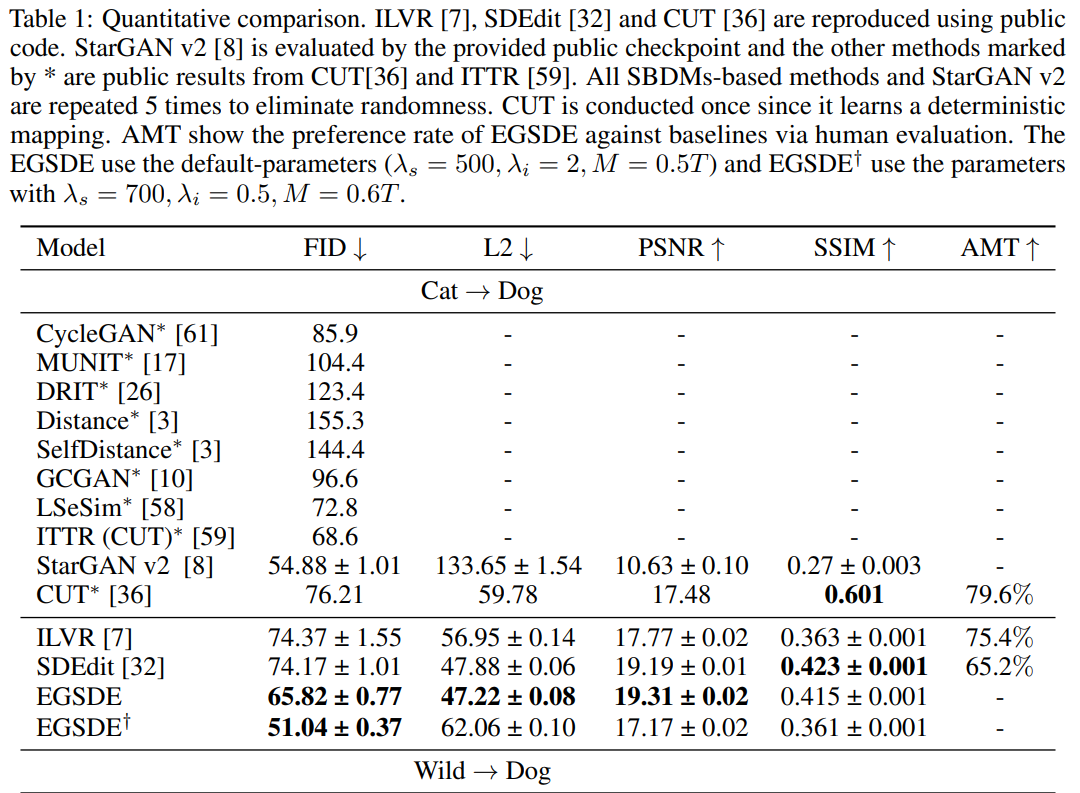 Table 1: Quantitative comparison. ILVR [7], SDEdit [32] and CUT [36] are reproduced using public
code. StarGAN v2 [8] is evaluated by the provided public checkpoint and the other methods marked
by * are public results from CUT[36] and ITTR [59]. All SBDMs-based methods and StarGAN v2
are repeated 5 times to eliminate randomness. CUT is conducted once since it learns a deterministic
mapping. AMT show the preference rate of EGSDE against baselines via human evaluation. The
EGSDE use the default-parameters (λs = 500, λi = 2, M = 0.5T) and EGSDE† use the parameters
with λs = 700, λi = 0.5, M = 0.6T.
Model FID ↓ L2 ↓ PSNR ↑ SSIM ↑ AMT ↑
Cat → Dog
CycleGAN* [61] 85.9 - - - -
MUNIT* [17] 104.4 - - - -
DRIT* [26] 123.4 - - - -
Distance* [3] 155.3 - - - -
SelfDistance* [3] 144.4 - - - -
GCGAN* [10] 96.6 - - - -
LSeSim* [58] 72.8 - - - -
ITTR (CUT)* [59] 68.6 - - - -
StarGAN v2 [8] 54.88 ± 1.01 133.65 ± 1.54 10.63 ± 0.10 0.27 ± 0.003 -
CUT* [36] 76.21 59.78 17.48 0.601 79.6%
ILVR [7] 74.37 ± 1.55 56.95 ± 0.14 17.77 ± 0.02 0.363 ± 0.001 75.4%
SDEdit [32] 74.17 ± 1.01 47.88 ± 0.06 19.19 ± 0.01 0.423 ± 0.001 65.2%
EGSDE 65.82 ± 0.77 47.22 ± 0.08 19.31 ± 0.02 0.415 ± 0.001 -
EGSDE† 51.04 ± 0.37 62.06 ± 0.10 17.17 ± 0.02 0.361 ± 0.001 -
Wild → Dog